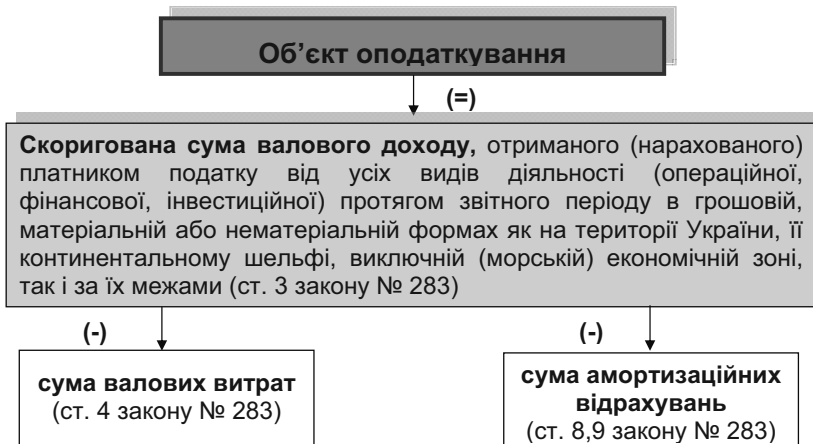 Об’єкт оподаткування
(=)
Скоригована сума валового доходу, отриманого (нарахованого)
платником податку від усіх видів діяльності (операційної,
фінансової, інвестиційної) протягом звітного періоду в грошовій,
матеріальній або нематеріальній формах як на території України, її
континентальному шельфі, виключній (морській) економічній зоні,
так і за їх межами (ст. 3 закону № 283)
(-)
(-)
сума валових витрат
(ст. 4 закону № 283)
сума амортизаційних
відрахувань
(ст. 8,9 закону № 283)